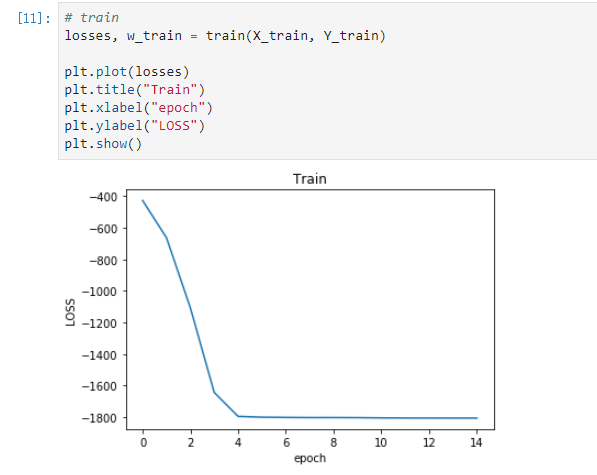 [11]: # train
losses, w_train = train(X_train, Y_train)
plt.plot(losses)
plt.title("Train")
plt.xlabel("epoch")
plt.ylabel("LOSS")
plt.show()
Train
−400
−600
−800
−1000
−1200
−1400
−1600
−1800
LOSS
0 2 4 6 8 10 12 14
epoch